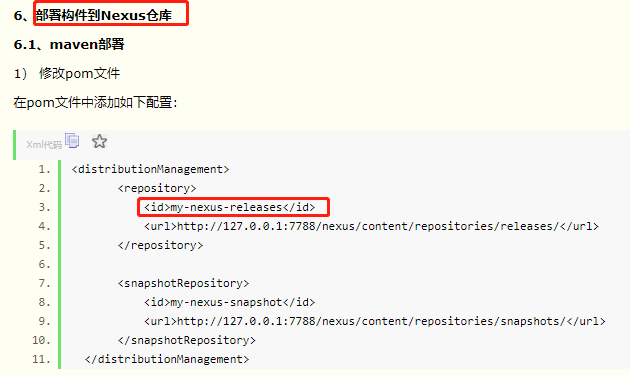 6、部署构件到Nexus仓库
6.1、maven部署
1） 修改pom文件
在pom文件中添加如下配置：
Xml代码
1. <distributionManagement>
2. <repository>
3. <id>my-nexus-releases</id>
4. <url>http://127.0.0.1:7788/nexus/content/repositories/releases/</url>
5. </repository>
6.
7. <snapshotRepository>
8. <id>my-nexus-snapshot</id>
9. <url>http://127.0.0.1:7788/nexus/content/repositories/snapshots/</url>
10. </snapshotRepository>
11. </distributionManagement>